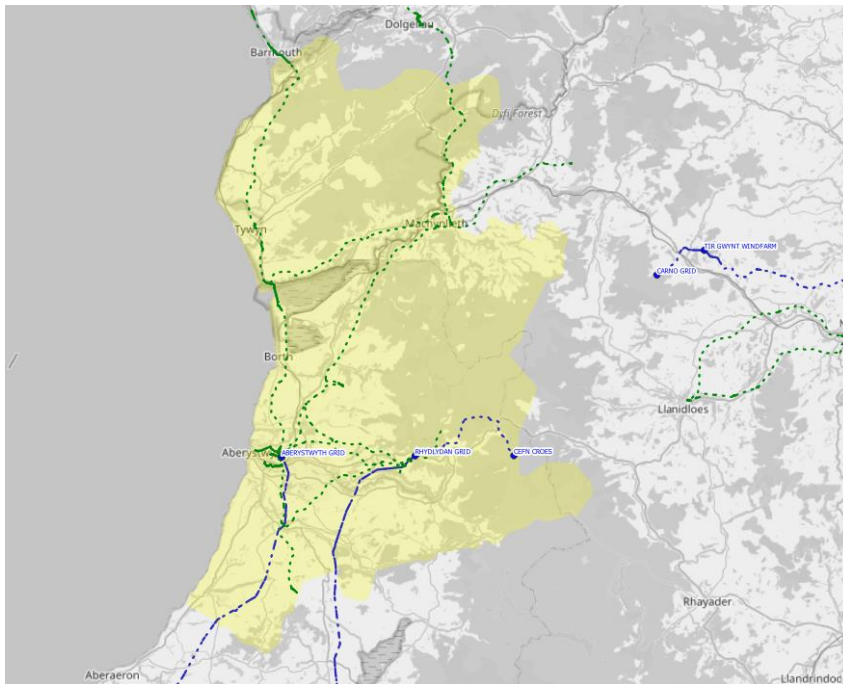 Dolgellau
Barmouth
Dyfi Forest
Machynlleth
Tywyn
TIR GWYNT WINDFARM
CARNO GRID
Borth
Llanidloes
ABERYSTWYTH GRID
RHYDLYDAN GRID
CEFN CROES
Rhayader
Aberaeron
Llandrindod